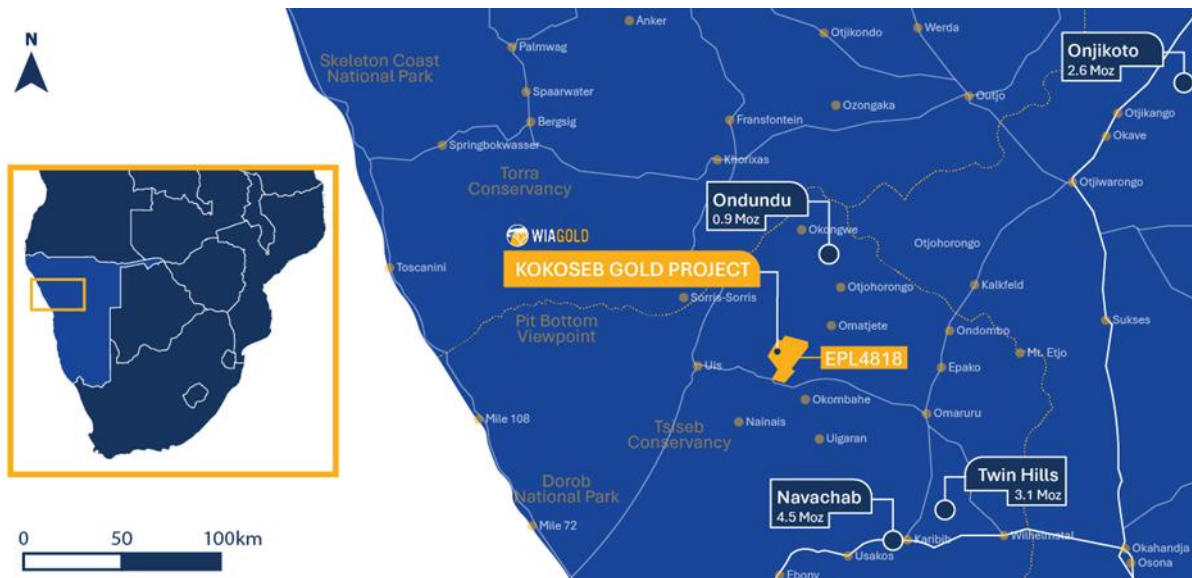 N
Skeleton Coast
National Park
Anker
Palmwag
Spaarwater
Bergsig
Springbokwasser
Otjikondo
Werda
Onjikoto
2.6 Moz
Ozongaka
Outjo
Otjikango
Okave
Fransfontein
Khorixas
Torra
Conservancy
Otjiwarongo
Ondundu
0.9 Moz
Okongwe
Otjohorongo
WIAGOLD
KOKOSEB GOLD PROJECT
Toscanini
Sorris-Sorris
Otjohorongo
Kalkfeld
Pit Bottom
Viewpoint
Omatjete
Ondombo
Sukses
Mt. Etjo
EPL4818
Uis
Epako
Okombahe
Omaruru
Mile 108
Nainais
Tsiseb
Conservancy
Uigaran
Dorob
National Park
Navachab
4.5 Moz
Twin Hills
3.1 Moz
Mile 72
Karibib
Wilhelmstal
Usakos
Okahandja
Osona
Ebony
0 50 100km